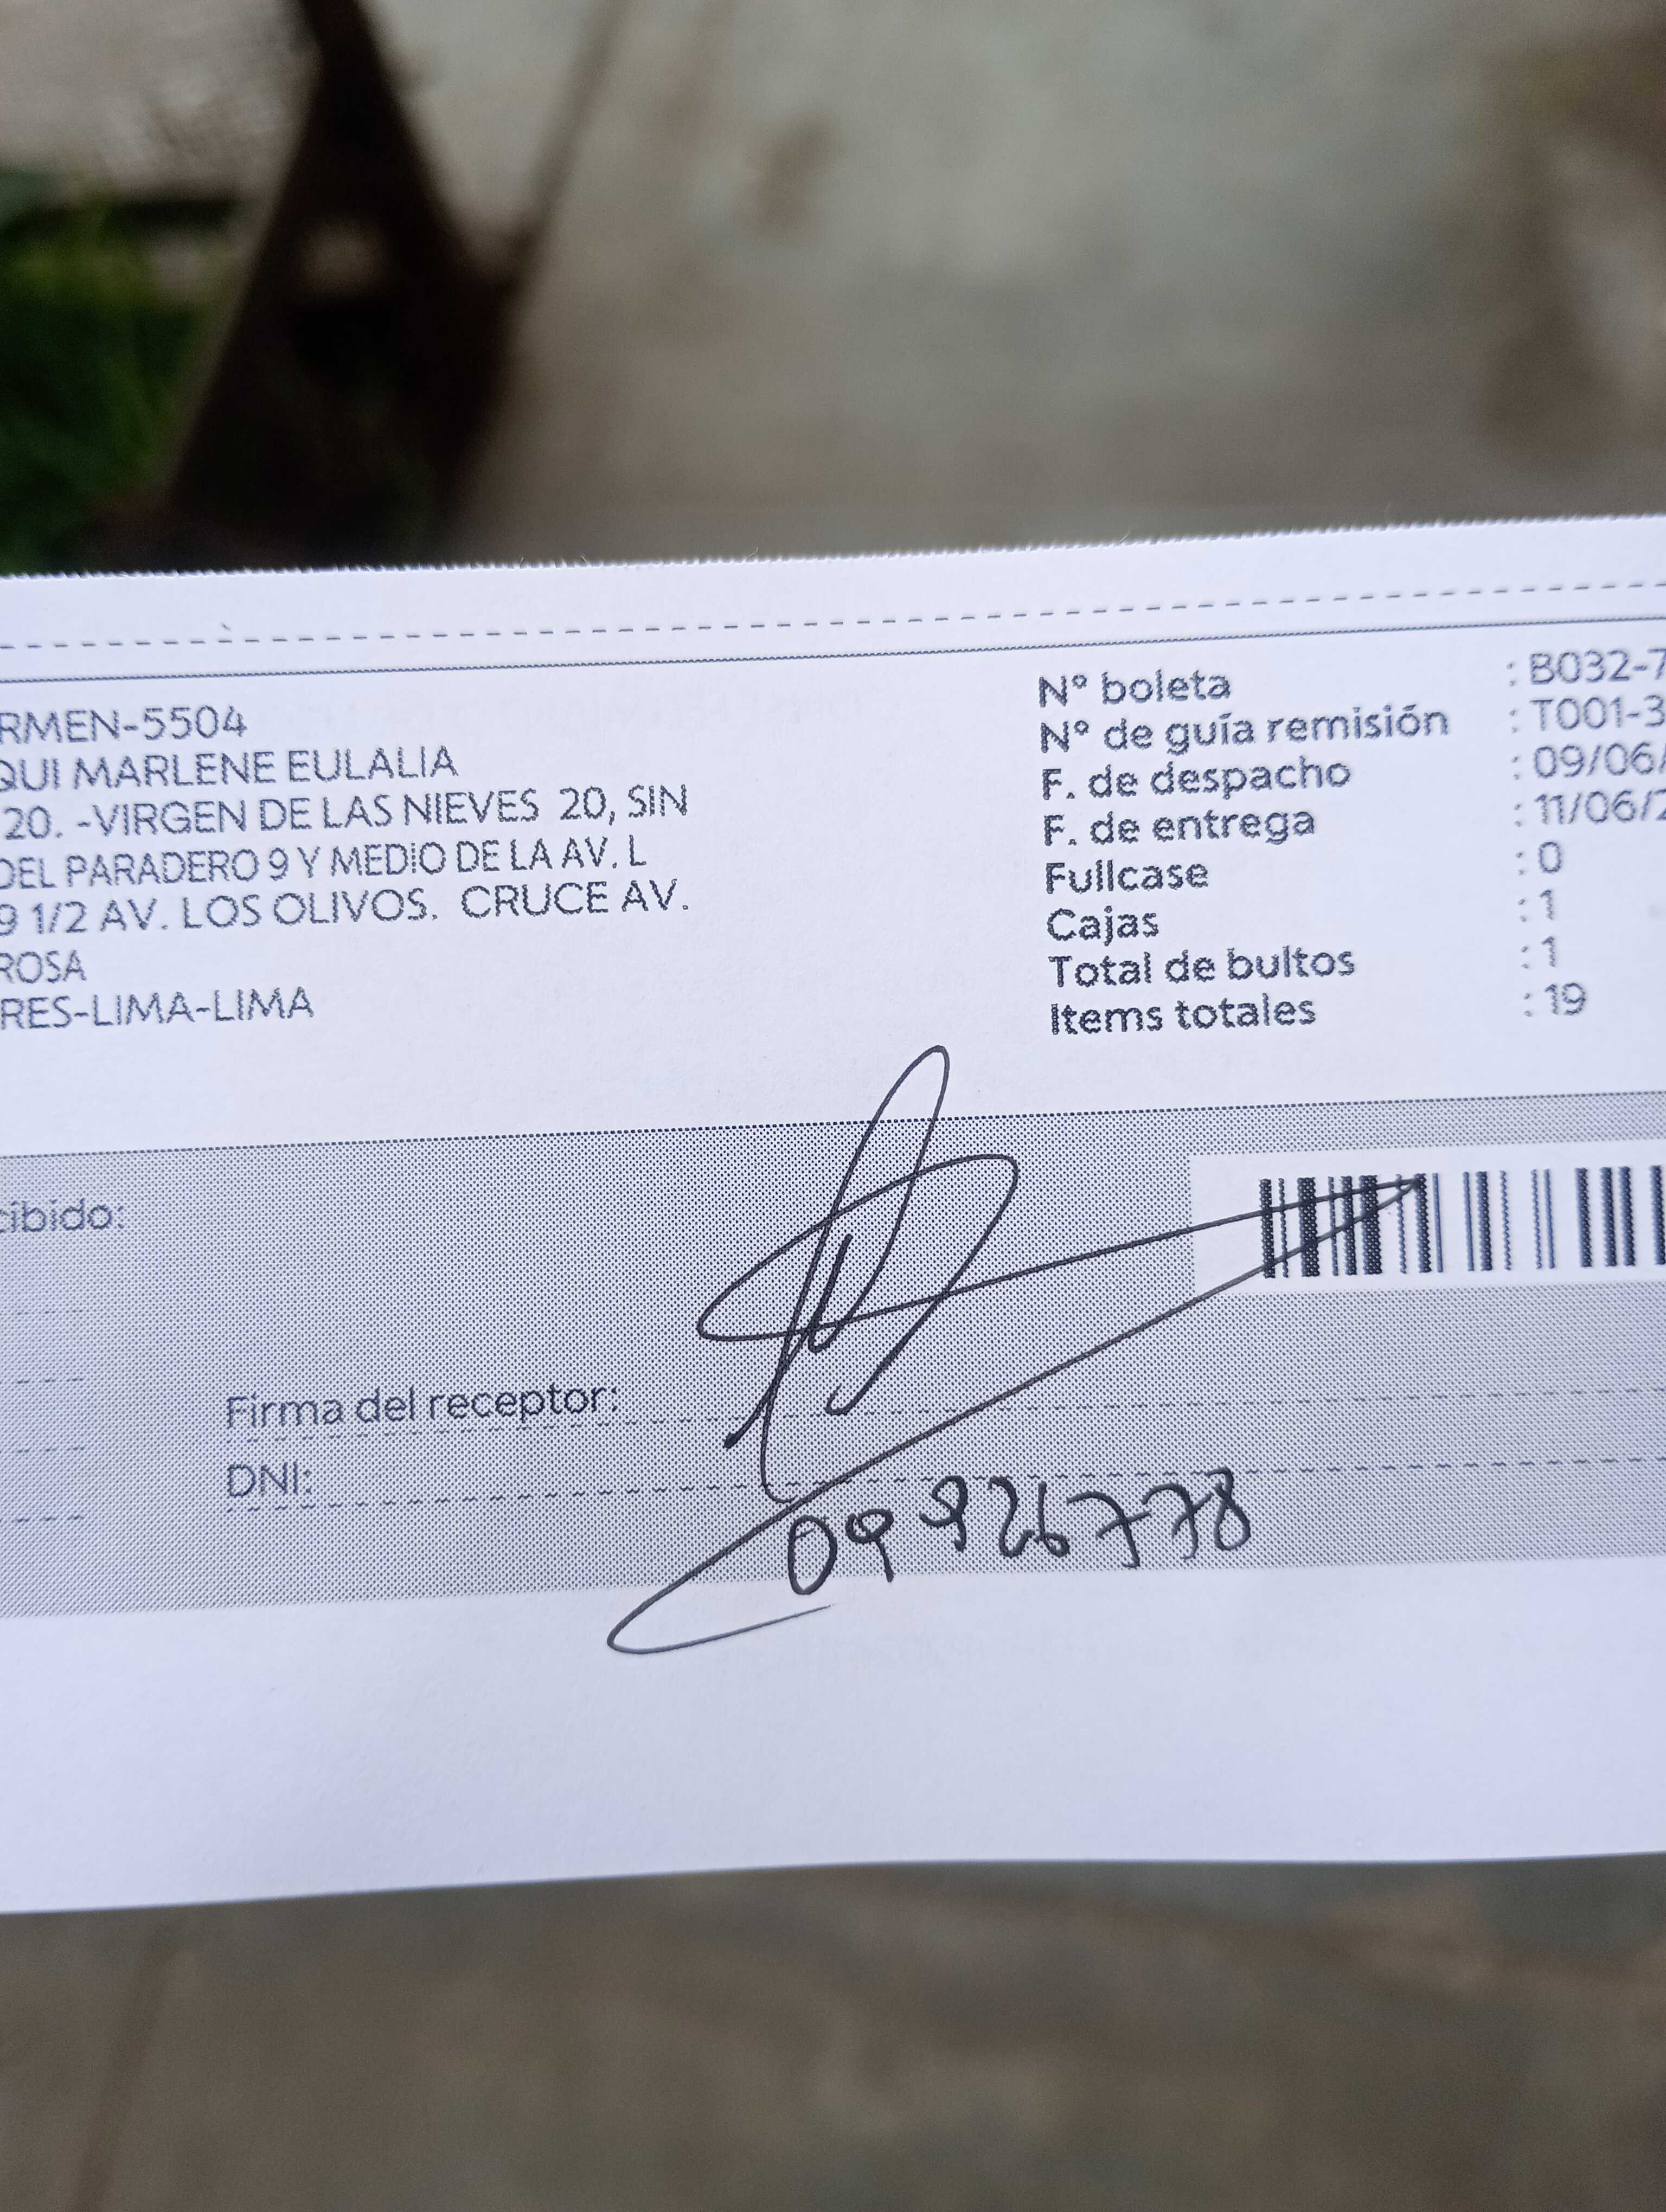 RMEN-5504
QUI MARLENE EULALIA
20. -VIRGEN DE LAS NIEVES 20, SIN
DEL PARADERO 9 Y MEDIO DE LA AV. L
9 1/2 AV. LOS OLIVOS. CRUCE AV.
ROSA
RES-LIMA-LIMA
N° boleta : B032-7
N° de guía remisión : T001-3
F. de despacho : 09/06/
F. de entrega : 11/06/2
Fullcase : 0
Cajas : 1
Total de bultos : 1
Items totales : 19
cibido:
Firma del receptor:
DNI:
09926778